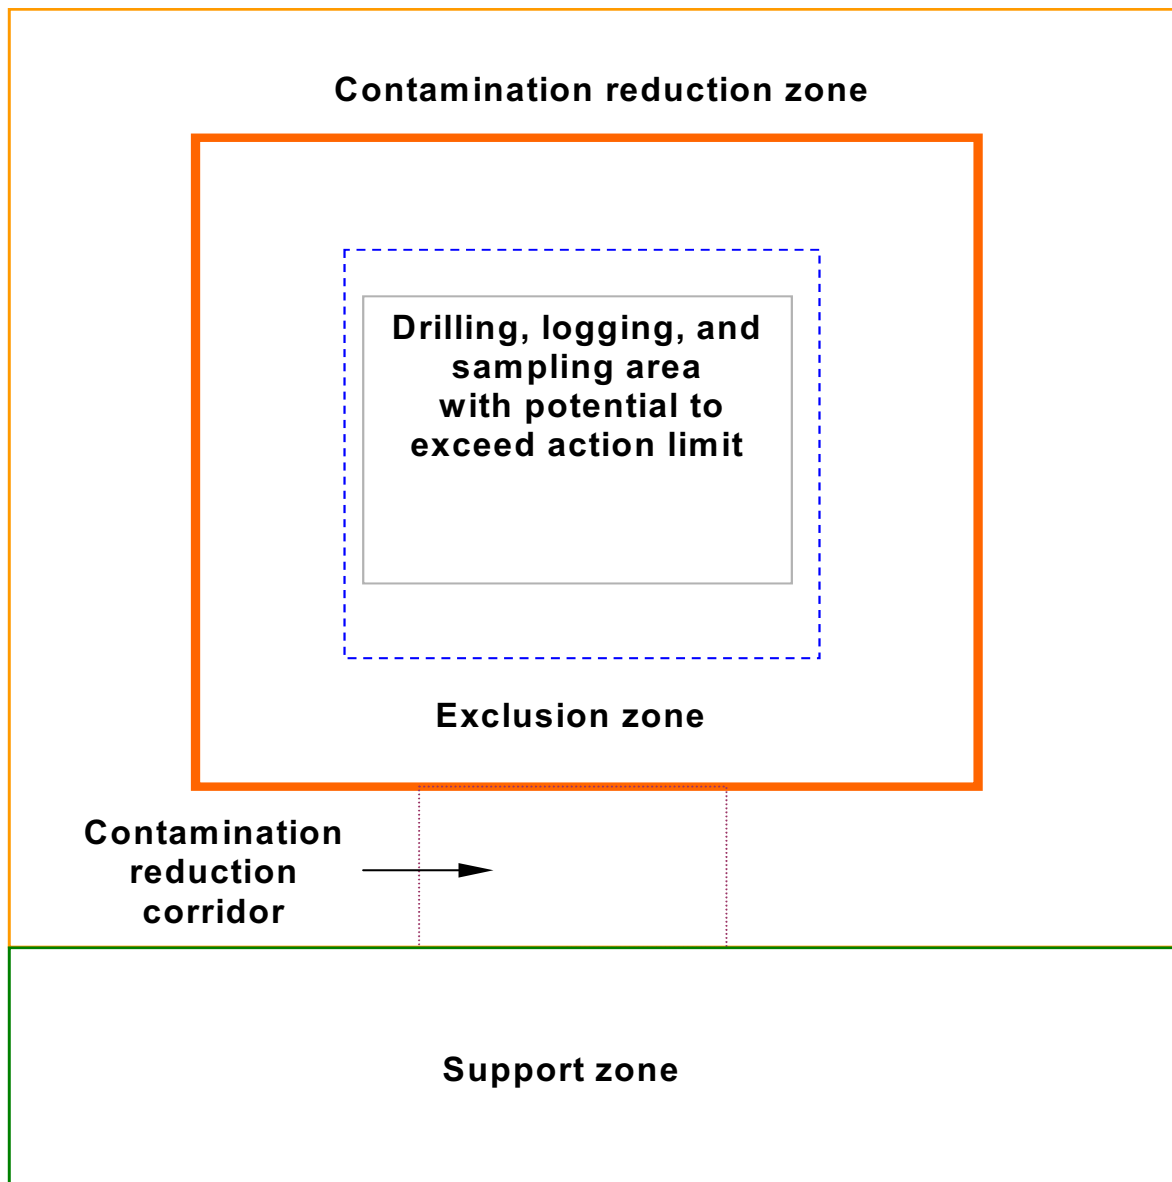 Contamination reduction zone
Drilling, logging, and
sampling area
with potential to
exceed action limit
Exclusion zone
Contamination
reduction
corridor
Support zone